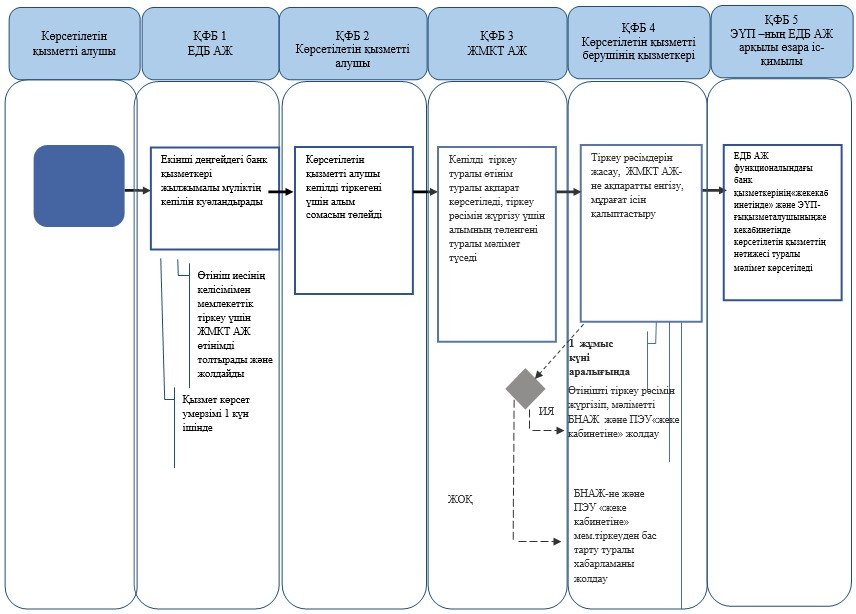 Көрсетілетін
қызметті алушы
ҚФБ 1
ЕДБ АЖ
ҚФБ 2
Көрсетілетін қызметті
алушы
ҚФБ 3
ЖМКТ АЖ
ҚФБ 4
Көрсетілетін қызметті
берушінің қызметкері
ҚФБ 5
ЭҮП –ның ЕДБ АЖ
арқылы өзара іс-
қимылы
Екінші деңгейдегі банк
қызметкері
жылжымалы мүліктің
кепілін куәландырады
Өтініш иесінің
келісімімен
мемлекеттік
тіркеу үшін
ЖМКТ АЖ
өтінімді
толтырады және
жолдайды
Қызмет көрсет
умерзімі 1 күн
ішінде
Көрсетілетін
қызметті алушы
кепілді тіркегені
үшін алым
сомасын төлейді
Кепілді тіркеу
туралы өтінім
туралы ақпарат
көрсетіледі, тіркеу
рәсімін жүргізу үшін
алымның төленгені
туралы мәлімет
түседі
Тіркеу рәсімдерін
жасау, ЖМКТ АЖ-
не ақпаратты енгізу,
мұрағат ісін
қалыптастыру
1 жұмыс
күні
аралығында
ИЯ
Өтінішті тіркеу рәсімін
жүргізіп, мәліметті
БНАЖ және ПЭУ«жеке
кабинетіне» жолдау
ЖОҚ
БНАЖ-не және
ПЭУ «жеке
кабинетіне»
мем.тіркеуден бас
тарту туралы
хабарламаны
жолдау
ЕДБ АЖ
функционалындағы
банк
қызметкерінің«жекекаб
инетінде» және ЭҮП-
ғықызметалушыныңже
кекабинетінде
көрсетілетін қызметтің
нәтижесі туралы
мәлімет көрсетіледі